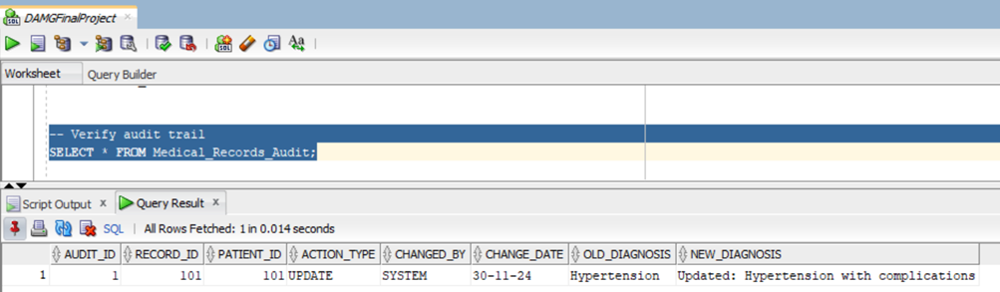 DAMGFinalProject
SQL
Aa
Worksheet Query Builder
-- Verify audit trail
SELECT * FROM Medical_Records_Audit;
Script Output x Query Result x
SQL | All Rows Fetched: 1 in 0.014 seconds
AUDIT_ID RECORD_ID PATIENT_ID ACTION_TYPE CHANGED_BY CHANGE_DATE OLD_DIAGNOSIS NEW_DIAGNOSIS
1 1 101 101 UPDATE SYSTEM 30-11-24 Hypertension Updated: Hypertension with complications